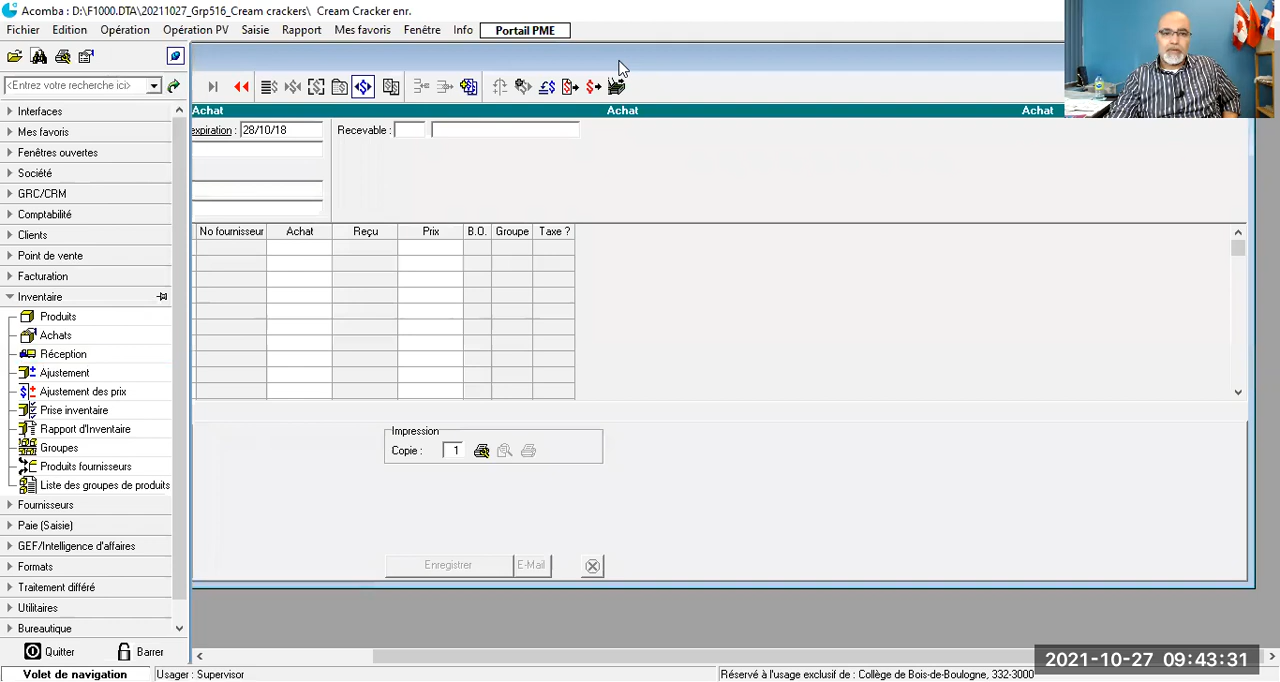 Acomba : D:\F1000.DTA\20211027_Grp516_Cream crackers\ Cream Cracker enr.
Fichier Edition Opération Opération PV Saisie Rapport Mes favoris Fenêtre Info Portail PME
<Entrez votre recherche ici>
Achat Achat Achat
expiration : 28/10/18 Recevable :
No fournisseur Achat Reçu Prix B.O. Groupe Taxe ?
Interfaces
Mes favoris
Fenêtres ouvertes
Société
GRC/CRM
Comptabilité
Clients
Point de vente
Facturation
Inventaire
Produits
Achats
Réception
Ajustement
Ajustement des prix
Prise inventaire
Rapport d'Inventaire
Groupes
Produits fournisseurs
Liste des groupes de produits
Fournisseurs
Paie (Saisie)
GEF/Intelligence d'affaires
Formats
Traitement différé
Utilitaires
Bureautique
Impression
Copie : 1
Enregistrer E-Mail
Quitter Barrer
2021-10-27 09:43:31
Volet de navigation Usager : Supervisor Réservé à l'usage exclusif de : Collège de Bois-de-Boulogne, 332-3000